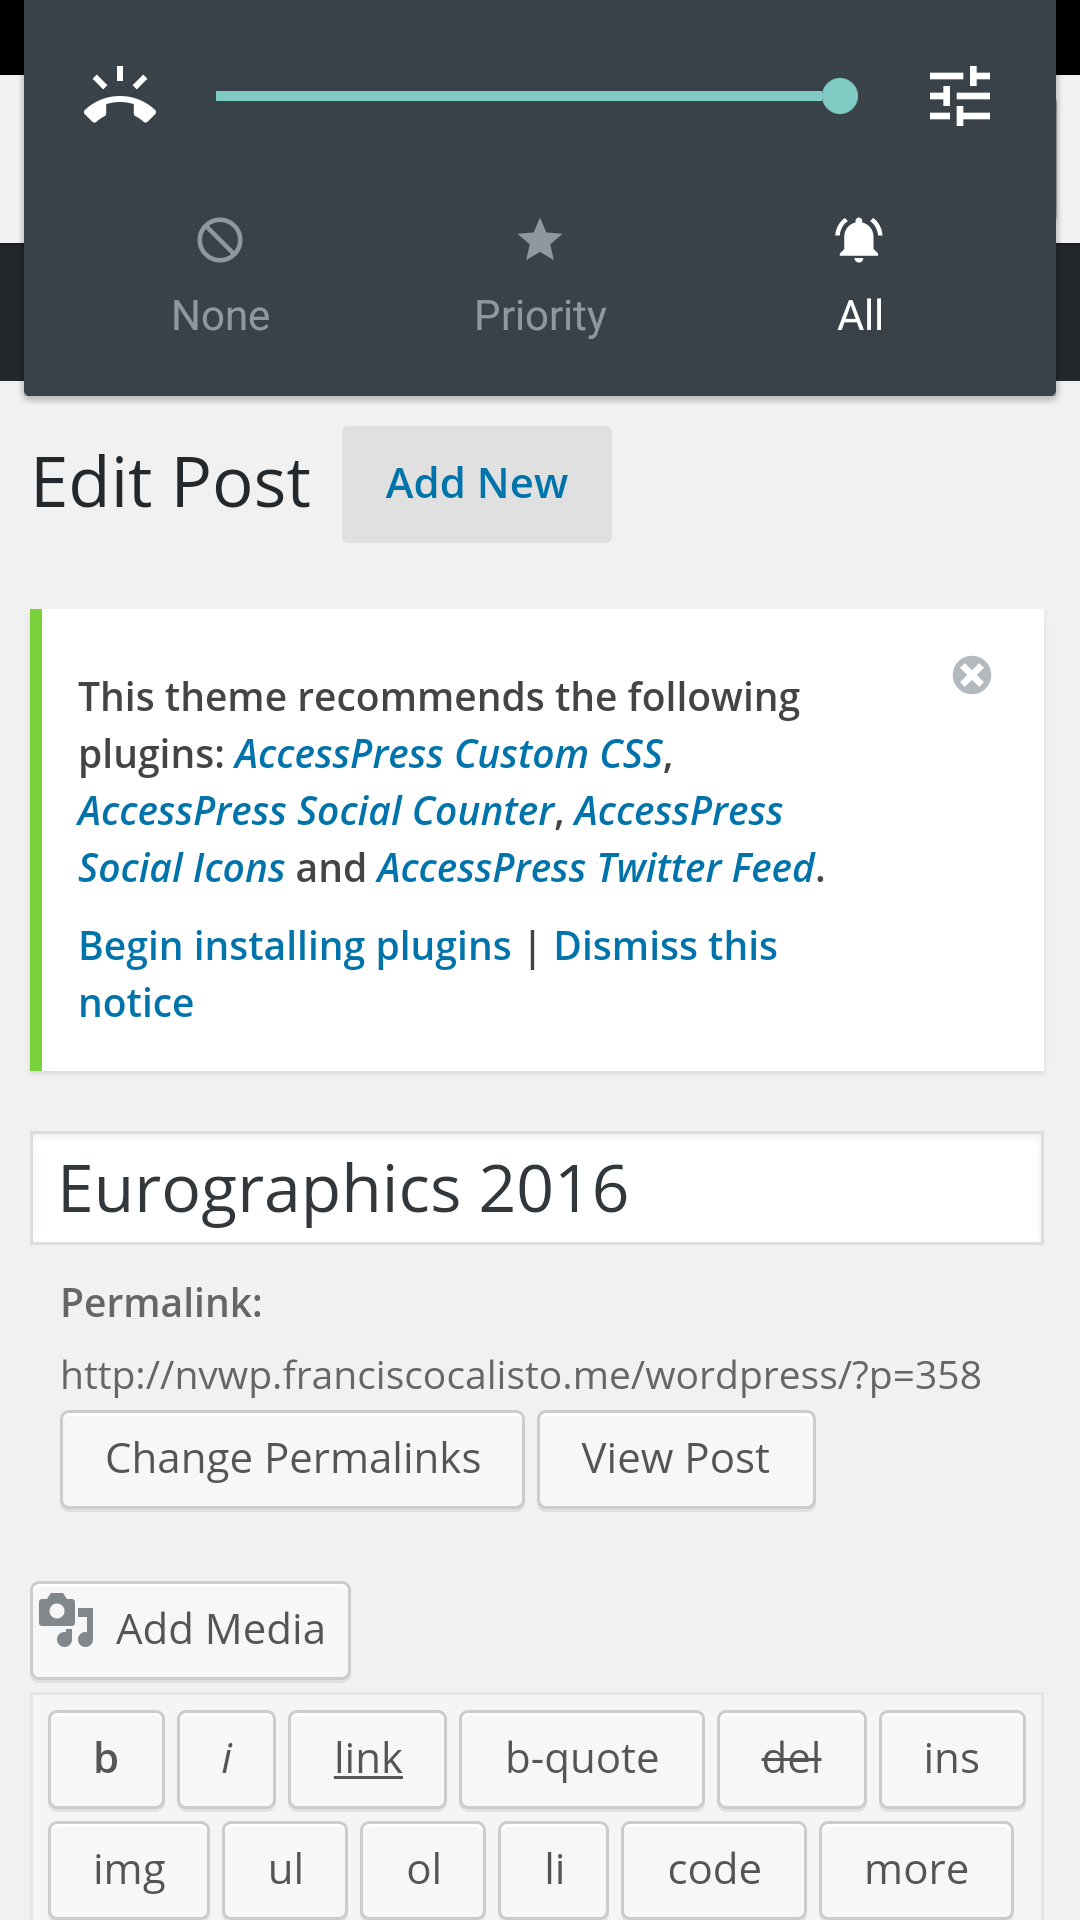 None Priority All
Edit Post Add New
This theme recommends the following
plugins: AccessPress Custom CSS,
AccessPress Social Counter, AccessPress
Social Icons and AccessPress Twitter Feed.
Begin installing plugins | Dismiss this
notice
Eurographics 2016
Permalink:
http://nvwp.franciscocalisto.me/wordpress/?p=358
Change Permalinks View Post
Add Media
b i link b-quote del ins
img ul ol li code more